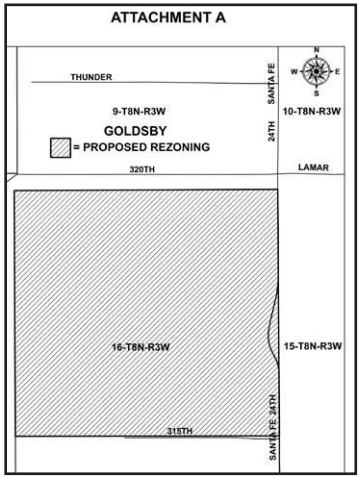 ATTACHMENT A
N
W E
S
THUNDER
SANTA FE
24TH
9-T8N-R3W
10-T8N-R3W
GOLDSBY
= PROPOSED REZONING
320TH
LAMAR
16-T8N-R3W
15-T8N-R3W
SANTA FE 24TH
315TH